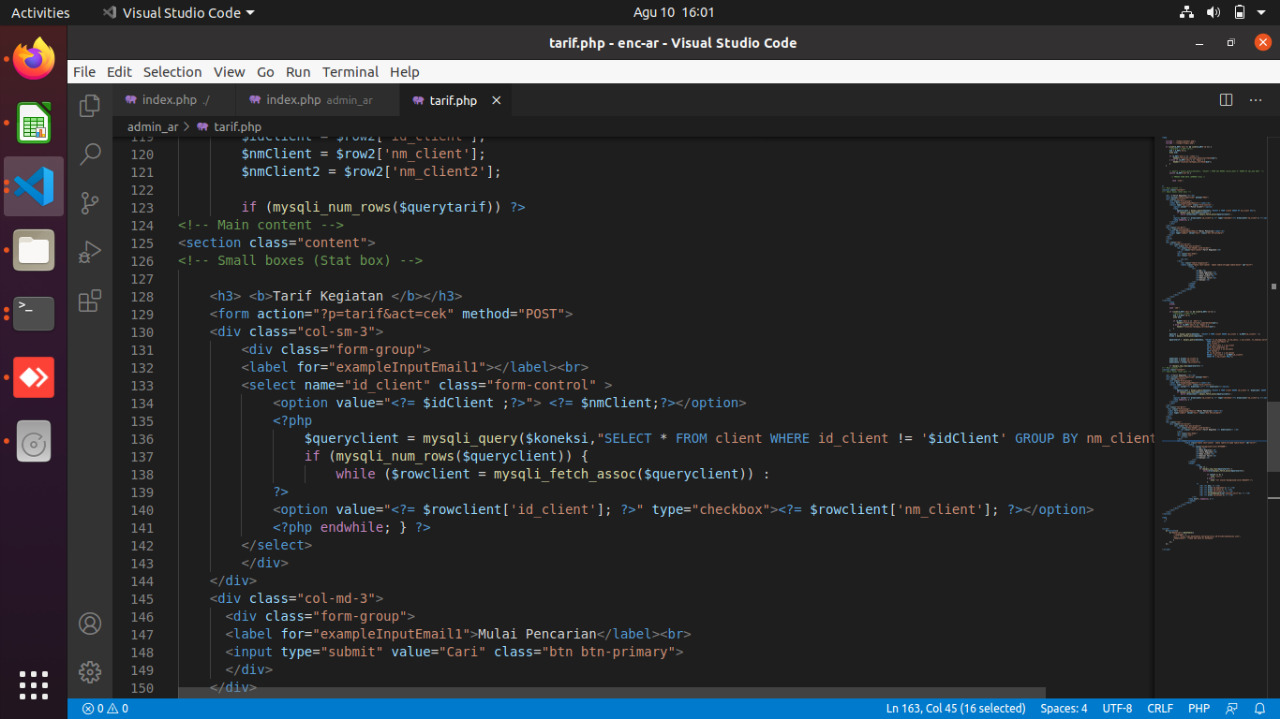 Activities
Visual Studio Code
Agu 10 16:01
tarif.php - enc-ar - Visual Studio Code
File Edit Selection View Go Run Terminal Help
index.php ./
index.php admin_ar
tarif.php
admin_ar > tarif.php
119 $idClient = $row2['id_client'];
120 $nmClient = $row2['nm_client'];
121 $nmClient2 = $row2['nm_client2'];
122
123 if (mysqli_num_rows($querytarif)) ?>
124 <!-- Main content -->
125 <section class="content">
126 <!-- Small boxes (Stat box) -->
127
128 <h3> <b>Tarif Kegiatan </b></h3>
129 <form action="?p=tarif&act=cek" method="POST">
130 <div class="col-sm-3">
131 <div class="form-group">
132 <label for="exampleInputEmail1"></label><br>
133 <select name="id_client" class="form-control" >
134 <option value="<?= $idClient ;?>"> <?= $nmClient;?></option>
135 <?php
136 $queryclient = mysqli_query($koneksi,"SELECT * FROM client WHERE id_client != '$idClient' GROUP BY nm_client
137 if (mysqli_num_rows($queryclient)) {
138 while ($rowclient = mysqli_fetch_assoc($queryclient)) :
139 ?>
140 <option value="<?= $rowclient['id_client']; ?>" type="checkbox"><?= $rowclient['nm_client']; ?></option>
141 <?php endwhile; } ?>
142 </select>
143 </div>
144 </div>
145 <div class="col-md-3">
146 <div class="form-group">
147 <label for="exampleInputEmail1">Mulai Pencarian</label><br>
148 <input type="submit" value="Cari" class="btn btn-primary">
149 </div>
150 </div>
0 0
Ln 163, Col 45 (16 selected) Spaces: 4 UTF-8 CRLF PHP